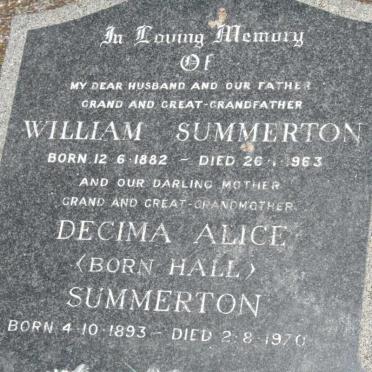 In Loving Memory
Of
MY DEAR HUSBAND AND OUR FATHER
GRAND AND GREAT-GRANDFATHER
WILLIAM SUMMERTON
BORN 12·6·1882 – DIED 1963
AND OUR DARLING MOTHER
GRAND AND GREAT-GRANDMOTHER
DECIMA ALICE
(BORN HALL)
SUMMERTON
BORN 4·10·1893 – DIED 2·8·1970